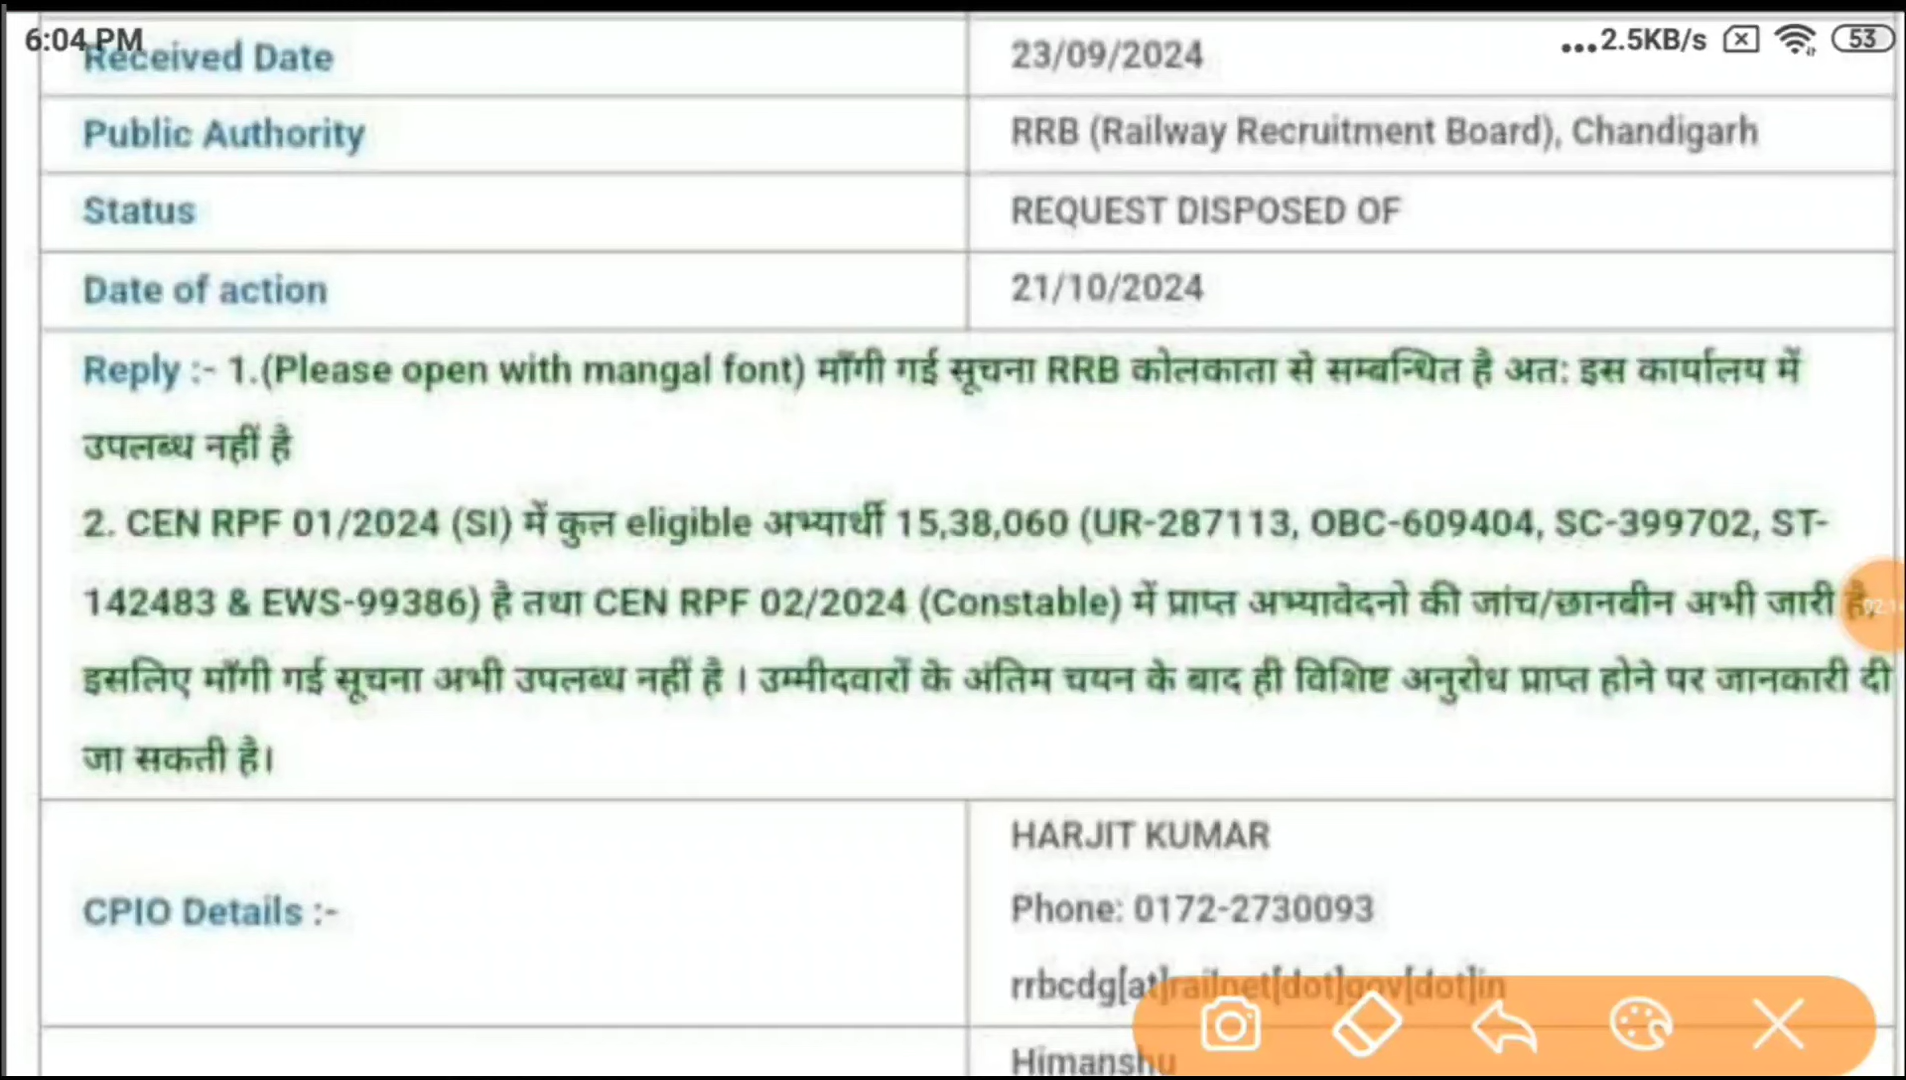 6:04 PM
...2.5KB/s
53
Received Date 23/09/2024
Public Authority RRB (Railway Recruitment Board), Chandigarh
Status REQUEST DISPOSED OF
Date of action 21/10/2024
Reply :- 1.(Please open with mangal font) माँगी गई सूचना RRB कोलकाता से सम्बन्धित है अत: इस कार्यालय में
उपलब्ध नहीं है
2. CEN RPF 01/2024 (SI) में कुल eligible अभ्यार्थी 15,38,060 (UR-287113, OBC-609404, SC-399702, ST-
142483 & EWS-99386) है तथा CEN RPF 02/2024 (Constable) में प्राप्त अभ्यावेदनो की जांच/छानबीन अभी जारी है,
इसलिए माँगी गई सूचना अभी उपलब्ध नहीं है । उम्मीदवारों के अंतिम चयन के बाद ही विशिष्ट अनुरोध प्राप्त होने पर जानकारी दी
जा सकती है।
HARJIT KUMAR
CPIO Details :- Phone: 0172-2730093
rrbcdg[at]railnet[dot]gov[dot]in
Himanshu